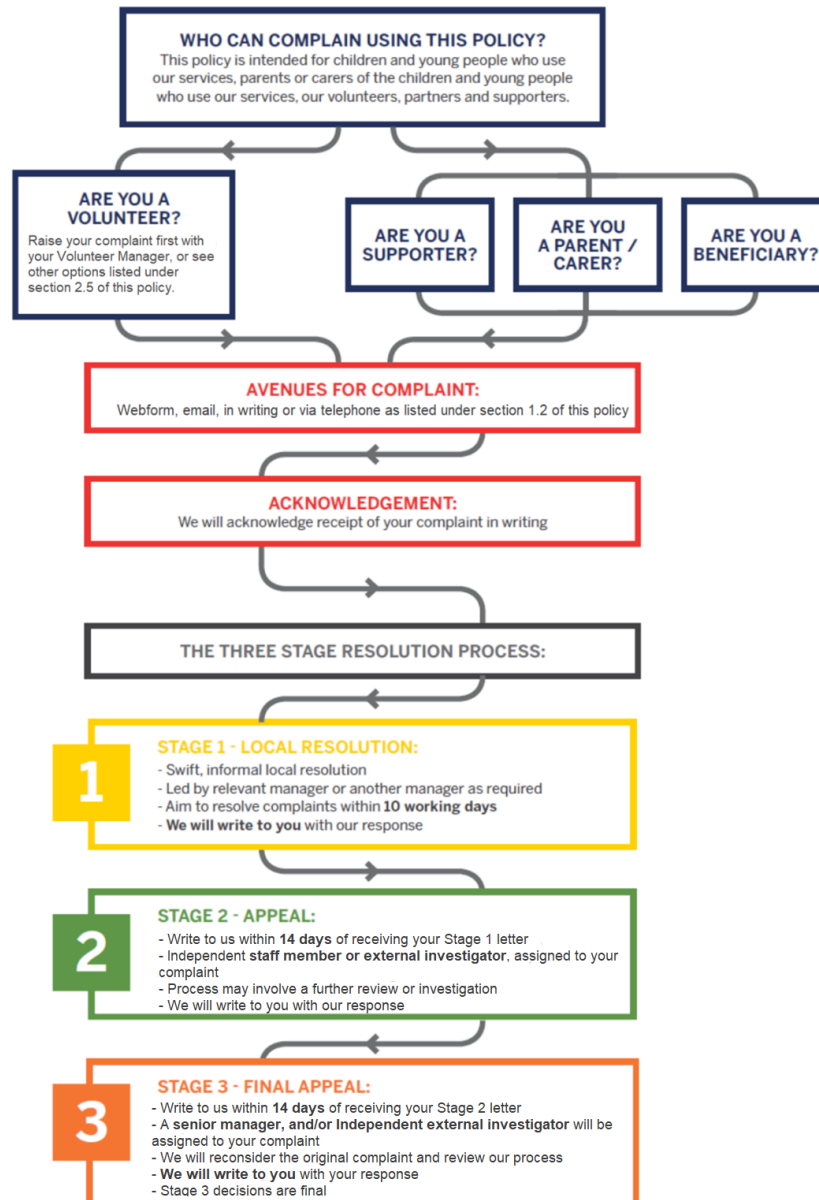 WHO CAN COMPLAIN USING THIS POLICY?
This policy is intended for children and young people who use
our services, parents or carers of the children and young people
who use our services, our volunteers, partners and supporters.
ARE YOU A
VOLUNTEER?
Raise your complaint first with
your Volunteer Manager, or see
other options listed under
section 2.5 of this policy.
ARE YOU A
SUPPORTER?
ARE YOU
A PARENT /
CARER?
ARE YOU A
BENEFICIARY?
AVENUES FOR COMPLAINT:
Webform, email, in writing or via telephone as listed under section 1.2 of this policy
ACKNOWLEDGEMENT:
We will acknowledge receipt of your complaint in writing
THE THREE STAGE RESOLUTION PROCESS:
1
STAGE 1 - LOCAL RESOLUTION:
- Swift, informal local resolution
- Led by relevant manager or another manager as required
- Aim to resolve complaints within 10 working days
- We will write to you with our response
2
STAGE 2 - APPEAL:
- Write to us within 14 days of receiving your Stage 1 letter
- Independent staff member or external investigator, assigned to your
complaint
- Process may involve a further review or investigation
- We will write to you with our response
3
STAGE 3 - FINAL APPEAL:
- Write to us within 14 days of receiving your Stage 2 letter
- A senior manager, and/or Independent external investigator will be
assigned to your complaint
- We will reconsider the original complaint and review our process
- We will write to you with your response
- Stage 3 decisions are final